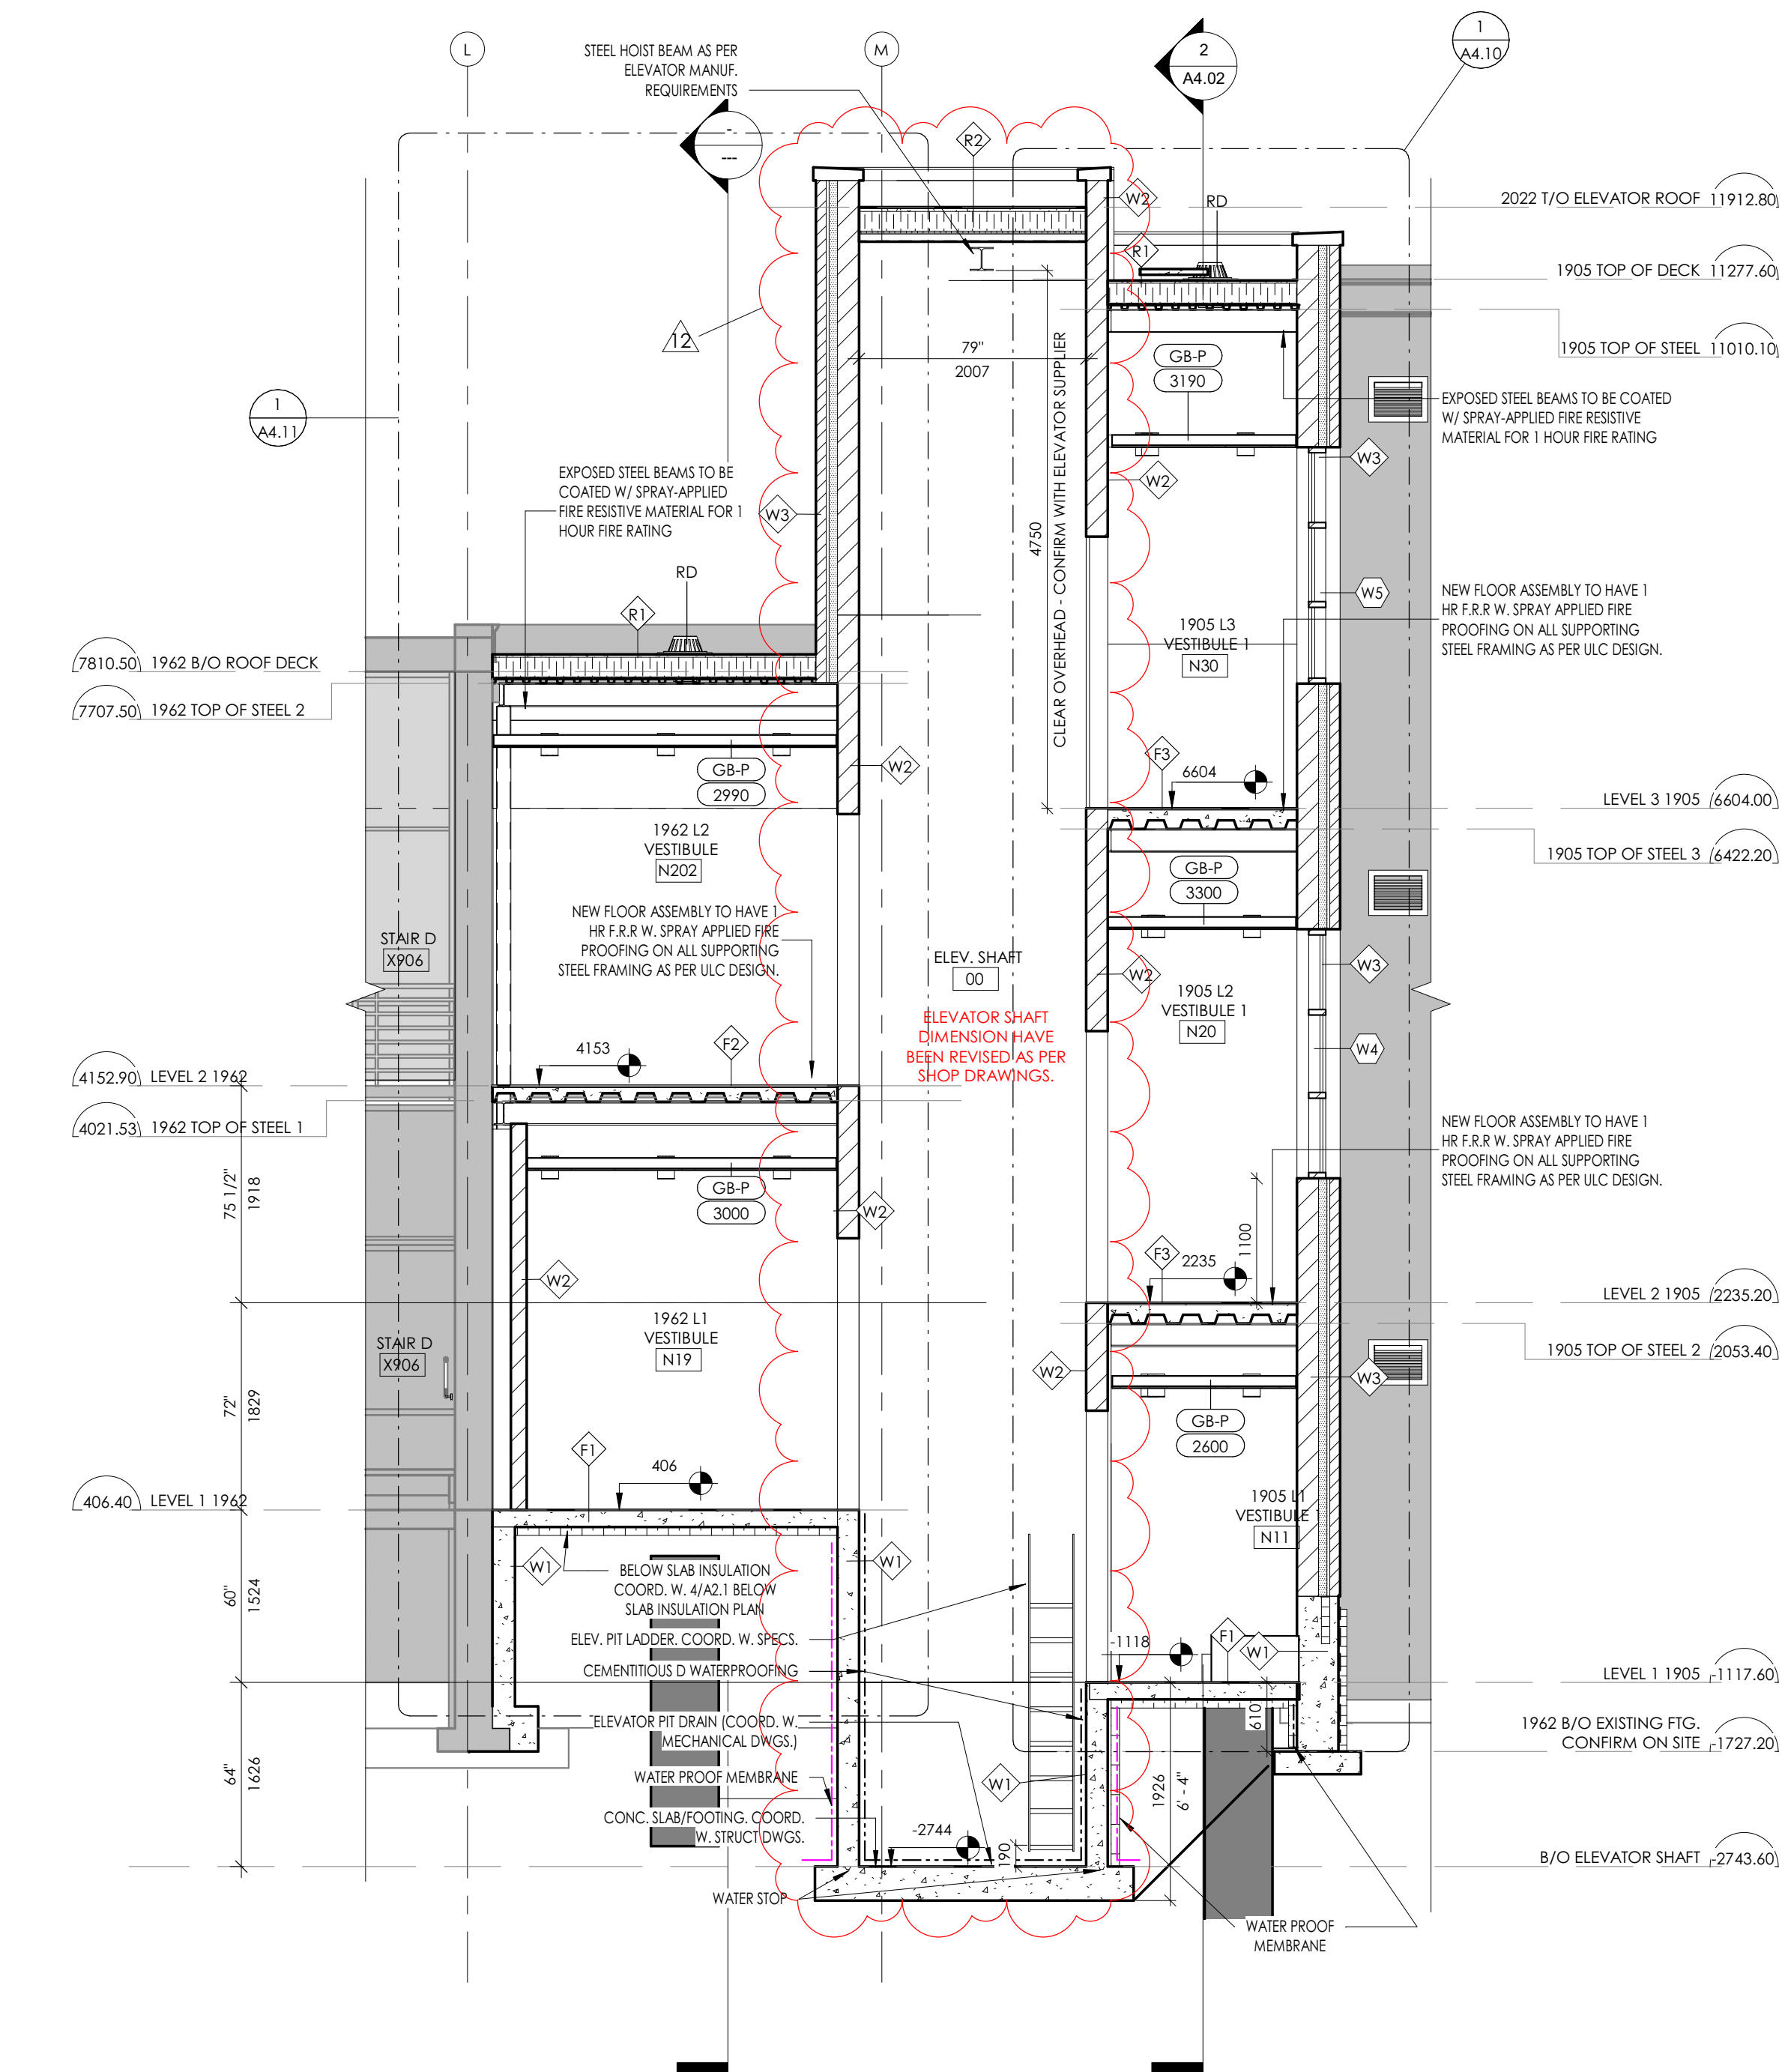 L
STEEL HOIST BEAM AS PER
ELEVATOR MANUF.
REQUIREMENTS
M
2
A4.02
1
A4.10
-
---
R2
W2
RD
R1
2022 T/O ELEVATOR ROOF 11912.80
1905 TOP OF DECK 11277.60
1905 TOP OF STEEL 11010.10
12
79"
2007
GB-P
3190
1
A4.11
EXPOSED STEEL BEAMS TO BE COATED
W/ SPRAY-APPLIED FIRE RESISTIVE
MATERIAL FOR 1 HOUR FIRE RATING
EXPOSED STEEL BEAMS TO BE
COATED W/ SPRAY-APPLIED
FIRE RESISTIVE MATERIAL FOR 1
HOUR FIRE RATING
W3
W2
W3
4750
CLEAR OVERHEAD - CONFIRM WITH ELEVATOR SUPPLIER
RD
R1
1905 L3
VESTIBULE 1
N30
W5
NEW FLOOR ASSEMBLY TO HAVE 1
HR F.R.R W. SPRAY APPLIED FIRE
PROOFING ON ALL SUPPORTING
STEEL FRAMING AS PER ULC DESIGN.
7810.50 1962 B/O ROOF DECK
7707.50 1962 TOP OF STEEL 2
GB-P
2990
W2
F3
6604
LEVEL 3 1905 6604.00
1905 TOP OF STEEL 3 6422.20
1962 L2
VESTIBULE
N202
GB-P
3300
NEW FLOOR ASSEMBLY TO HAVE 1
HR F.R.R W. SPRAY APPLIED FIRE
PROOFING ON ALL SUPPORTING
STEEL FRAMING AS PER ULC DESIGN.
STAIR D
X906
ELEV. SHAFT
00
W2
W3
1905 L2
VESTIBULE 1
N20
ELEVATOR SHAFT
DIMENSION HAVE
BEEN REVISED AS PER
SHOP DRAWINGS.
W4
4153
F2
4152.90 LEVEL 2 1962
4021.53 1962 TOP OF STEEL 1
NEW FLOOR ASSEMBLY TO HAVE 1
HR F.R.R W. SPRAY APPLIED FIRE
PROOFING ON ALL SUPPORTING
STEEL FRAMING AS PER ULC DESIGN.
75 1/2"
1918
GB-P
3000
W2
W2
F3
2235
1100
LEVEL 2 1905 2235.20
1905 TOP OF STEEL 2 2053.40
1962 L1
VESTIBULE
N19
STAIR D
X906
W2
W3
72"
1829
GB-P
2600
F1
406
406.40 LEVEL 1 1962
1905 L1
VESTIBULE 1
N11
W1
W1
BELOW SLAB INSULATION
COORD. W. 4/A2.1 BELOW
SLAB INSULATION PLAN
60"
1524
ELEV. PIT LADDER. COORD. W. SPECS.
-1118
F1
W1
CEMENTITIOUS D WATERPROOFING
LEVEL 1 1905 -1117.60
610
ELEVATOR PIT DRAIN (COORD. W.
MECHANICAL DWGS.)
1962 B/O EXISTING FTG.
CONFIRM ON SITE -1727.20
64"
1626
WATER PROOF MEMBRANE
W1
1926
6' - 4"
CONC. SLAB/FOOTING. COORD.
W. STRUCT DWGS.
-2744
190
B/O ELEVATOR SHAFT -2743.60
WATER STOP
WATER PROOF
MEMBRANE